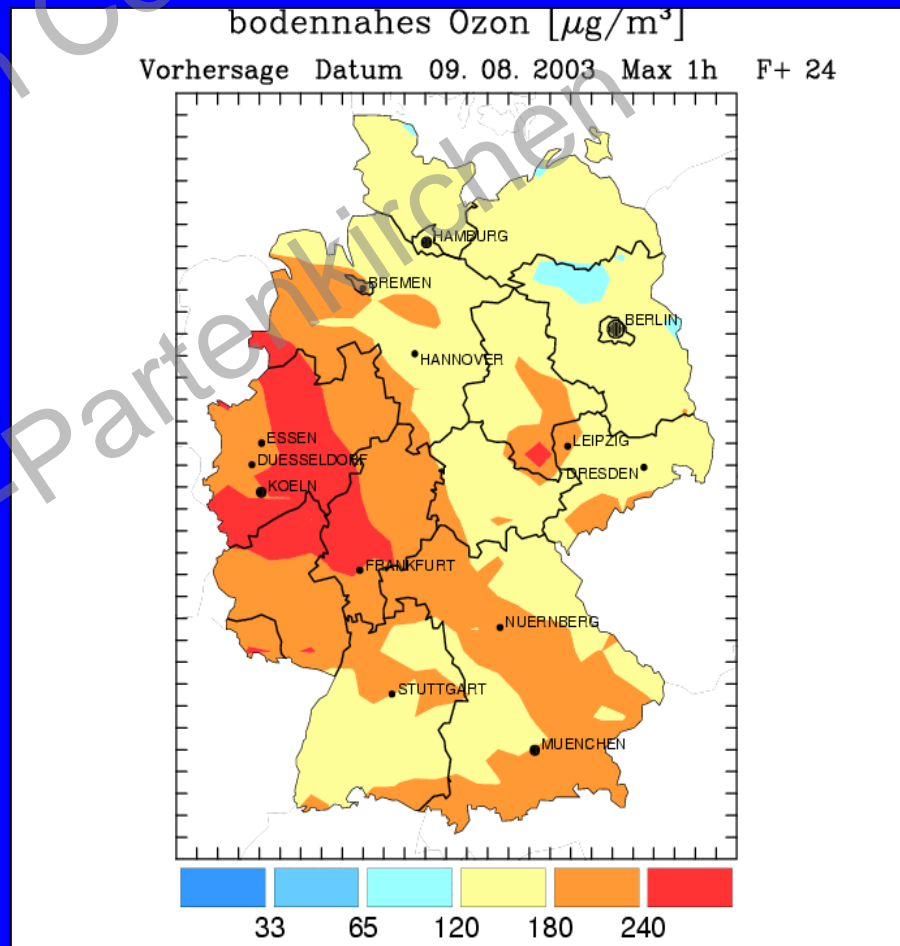 bodennahes Ozon [μg/m³]
Vorhersage Datum 09. 08. 2003 Max 1h F+ 24
HAMBURG
BREMEN
BERLIN
HANNOVER
ESSEN
LEIPZIG
DUESSELDORF
DRESDEN
KOELN
FRANKFURT
NUERNBERG
STUTTGART
MUENCHEN
33 65 120 180 240
-Partenkirchen